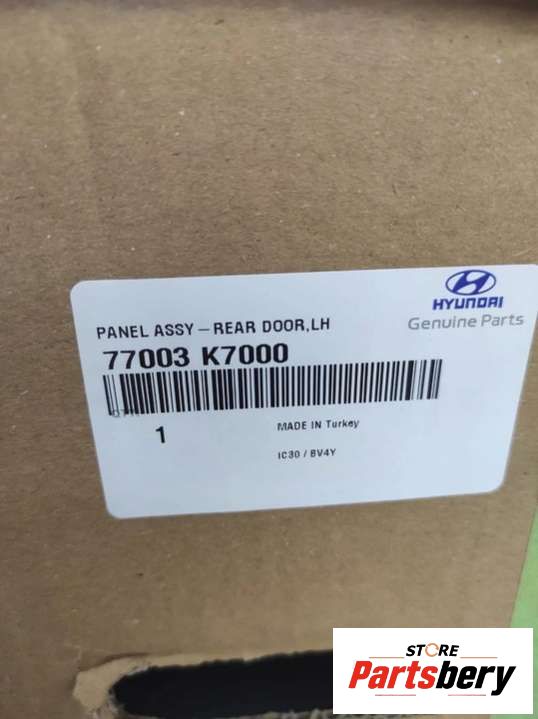 HYUNDAI
Genuine Parts
PANEL ASSY – REAR DOOR,LH
77003 K7000
1
MADE IN Turkey
IC30 / BV4Y
STORE
Partsbery